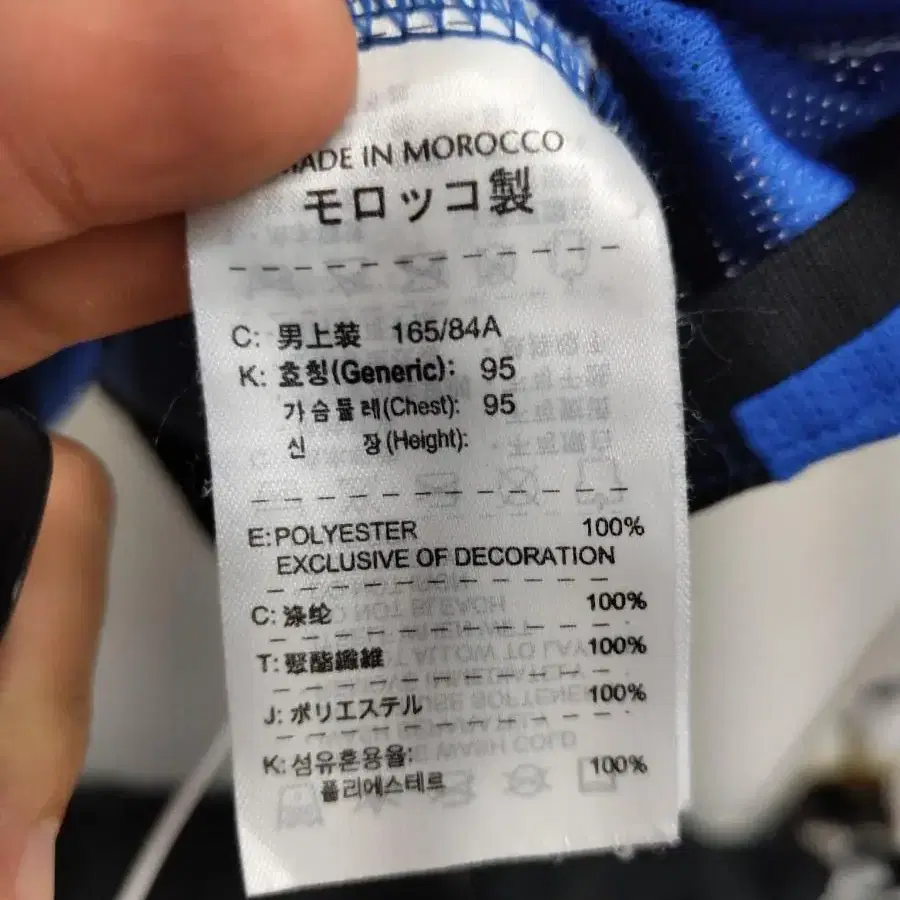 MADE IN MOROCCO
モロッコ製
C: 男上装 165/84A
K: 호칭(Generic): 95
가슴둘레(Chest): 95
신 장(Height):
E: POLYESTER 100%
EXCLUSIVE OF DECORATION
C: 涤纶 100%
T: 聚酯纖維 100%
J: ポリエステル 100%
K: 섬유혼용율:
폴리에스테르 100%